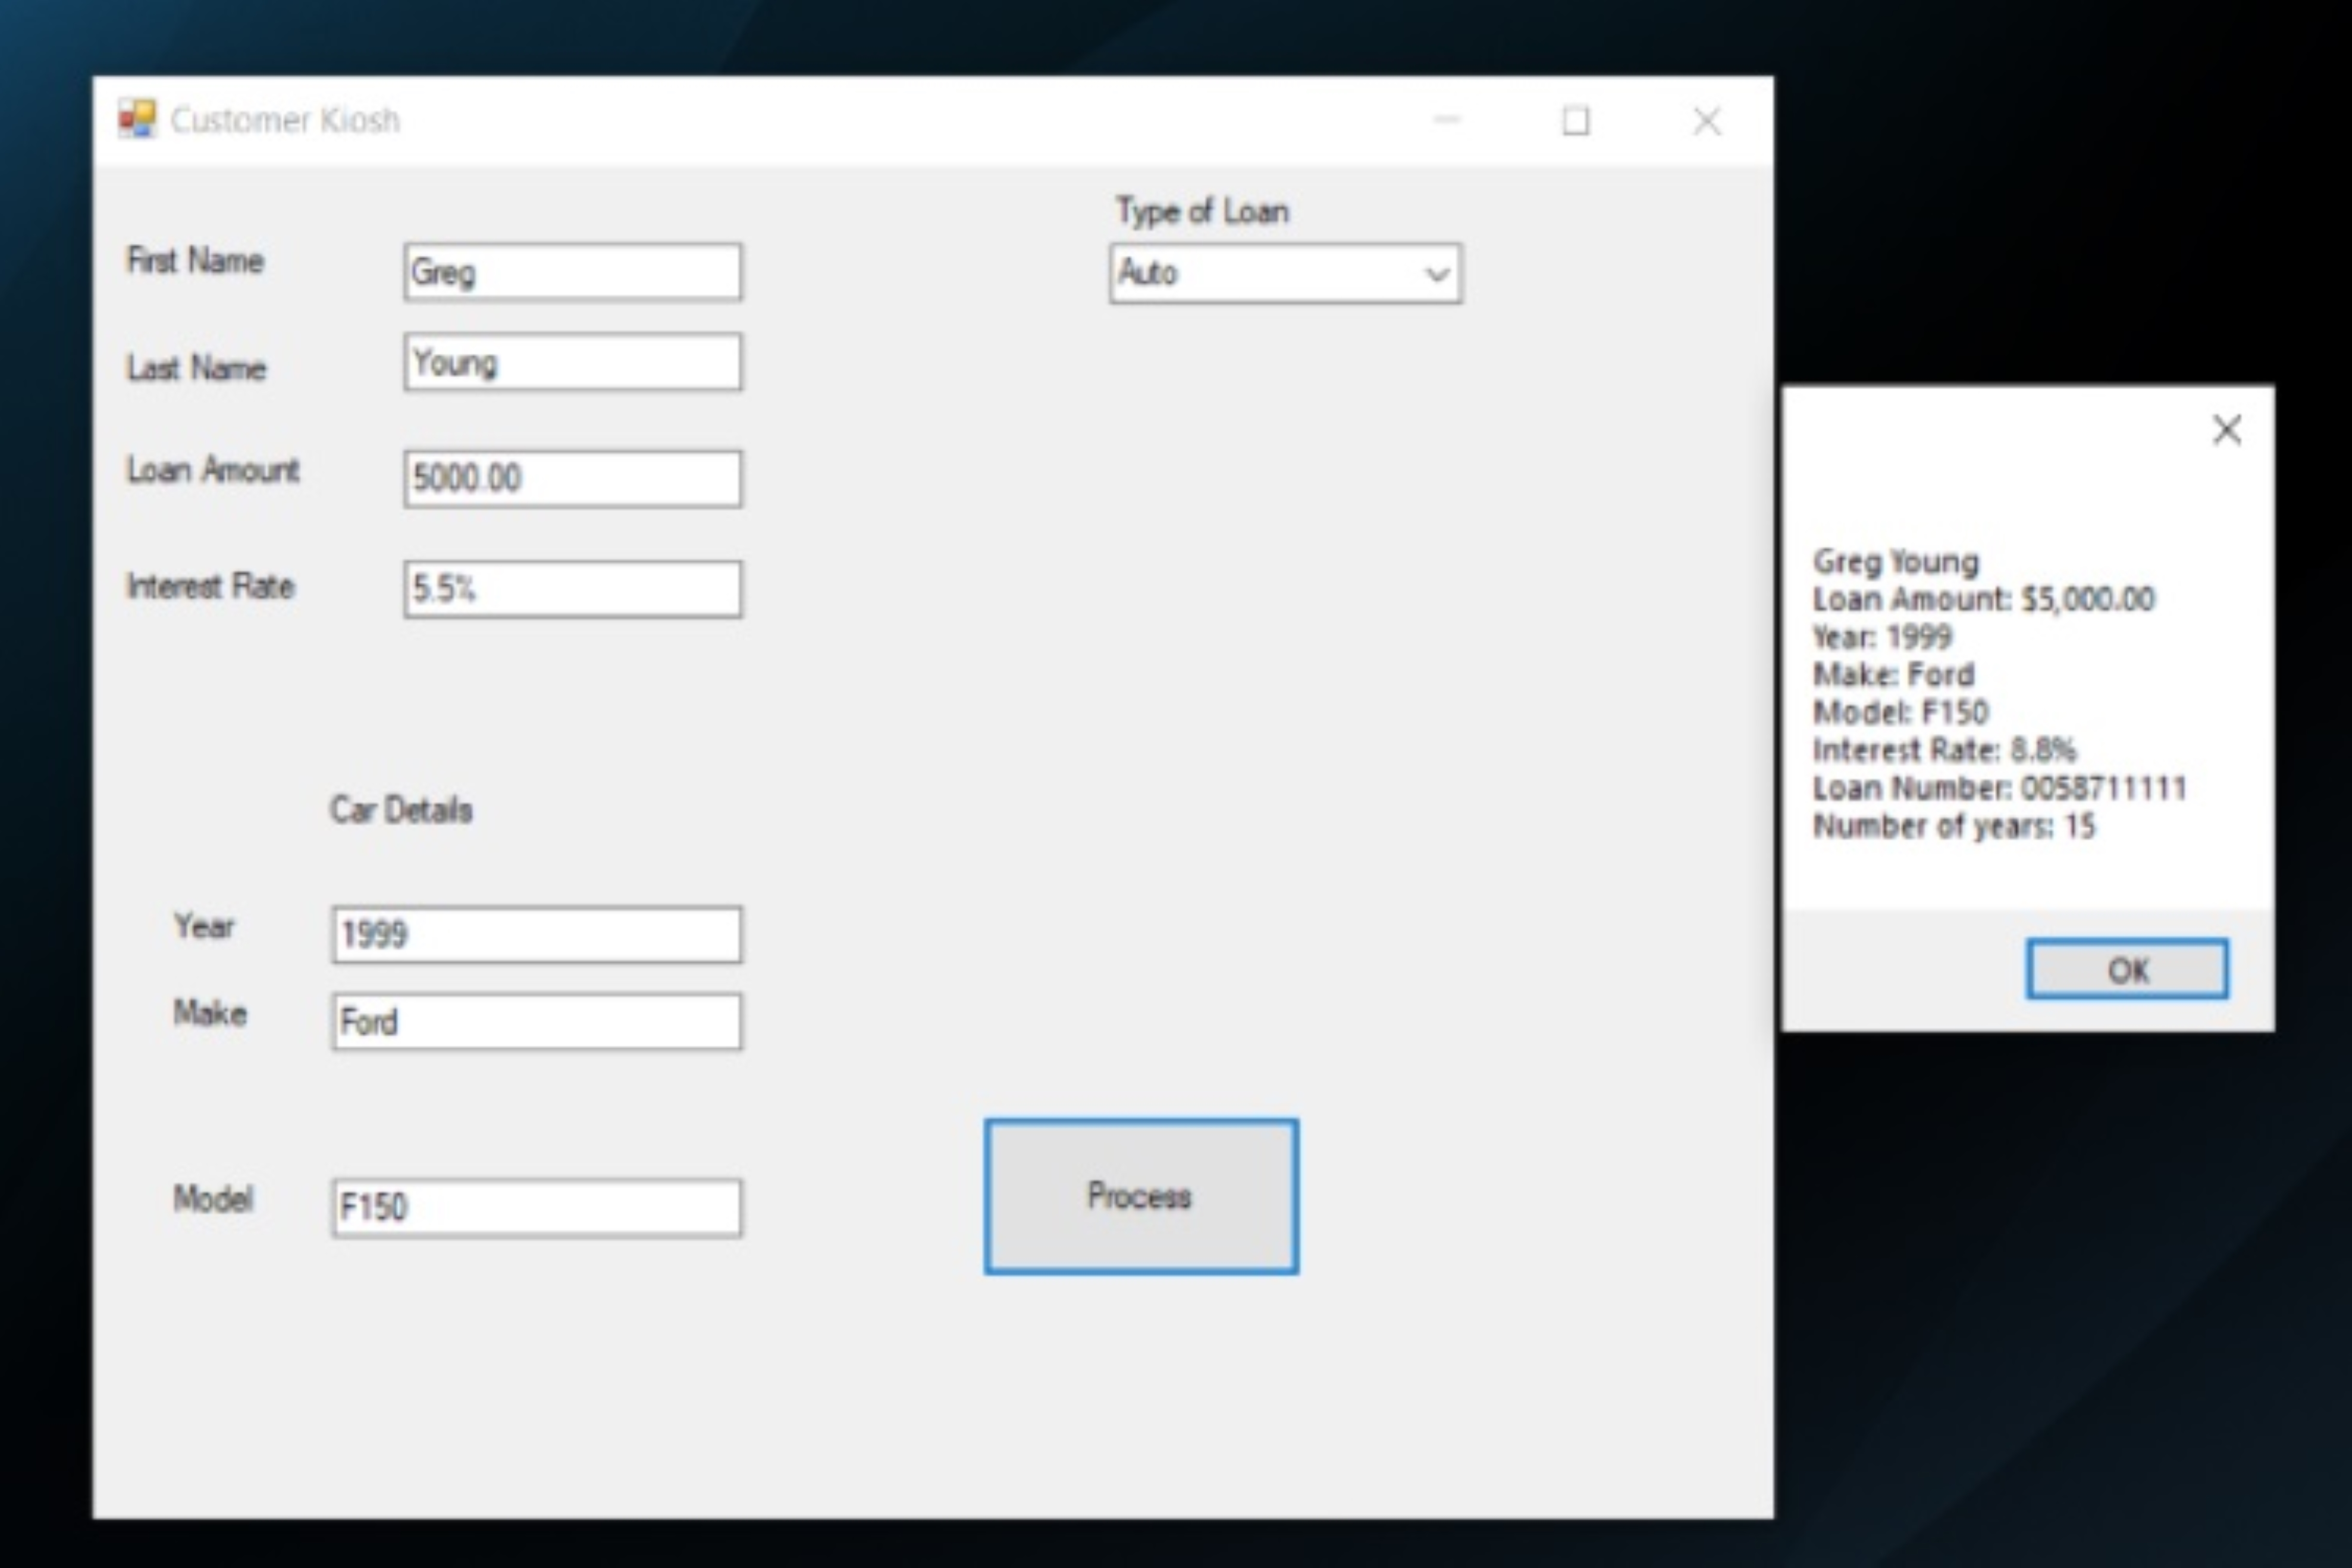 Customer Kiosh
Type of Loan
First Name
Greg
Auto
Last Name
Young
Loan Amount
5000.00
Interest Rate
5.5%
Car Details
Year
1999
Make
Ford
Model
F150
Process
Greg Young
Loan Amount: $5,000.00
Year: 1999
Make: Ford
Model: F150
Interest Rate: 8.8%
Loan Number: 0058711111
Number of years: 15
OK